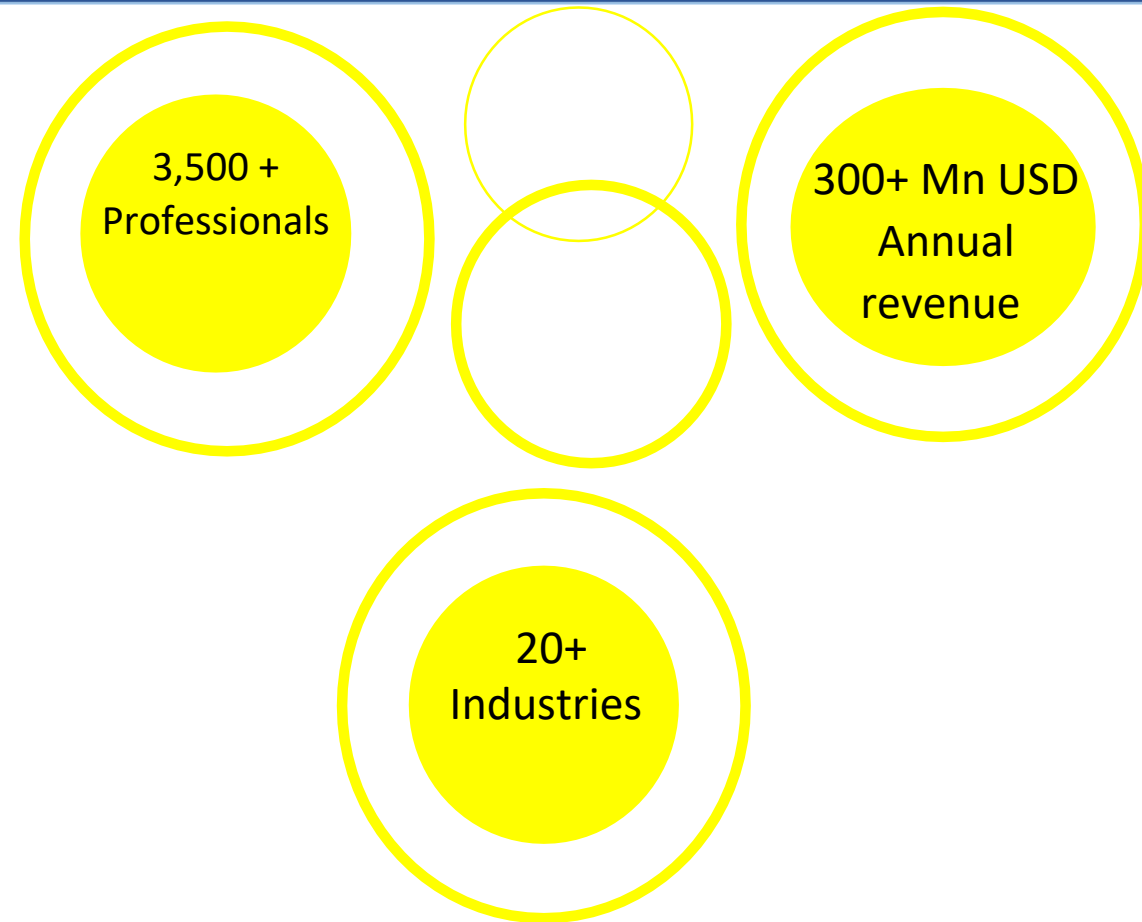 3,500 +
Professionals
300+ Mn USD
Annual
revenue
20+
Industries